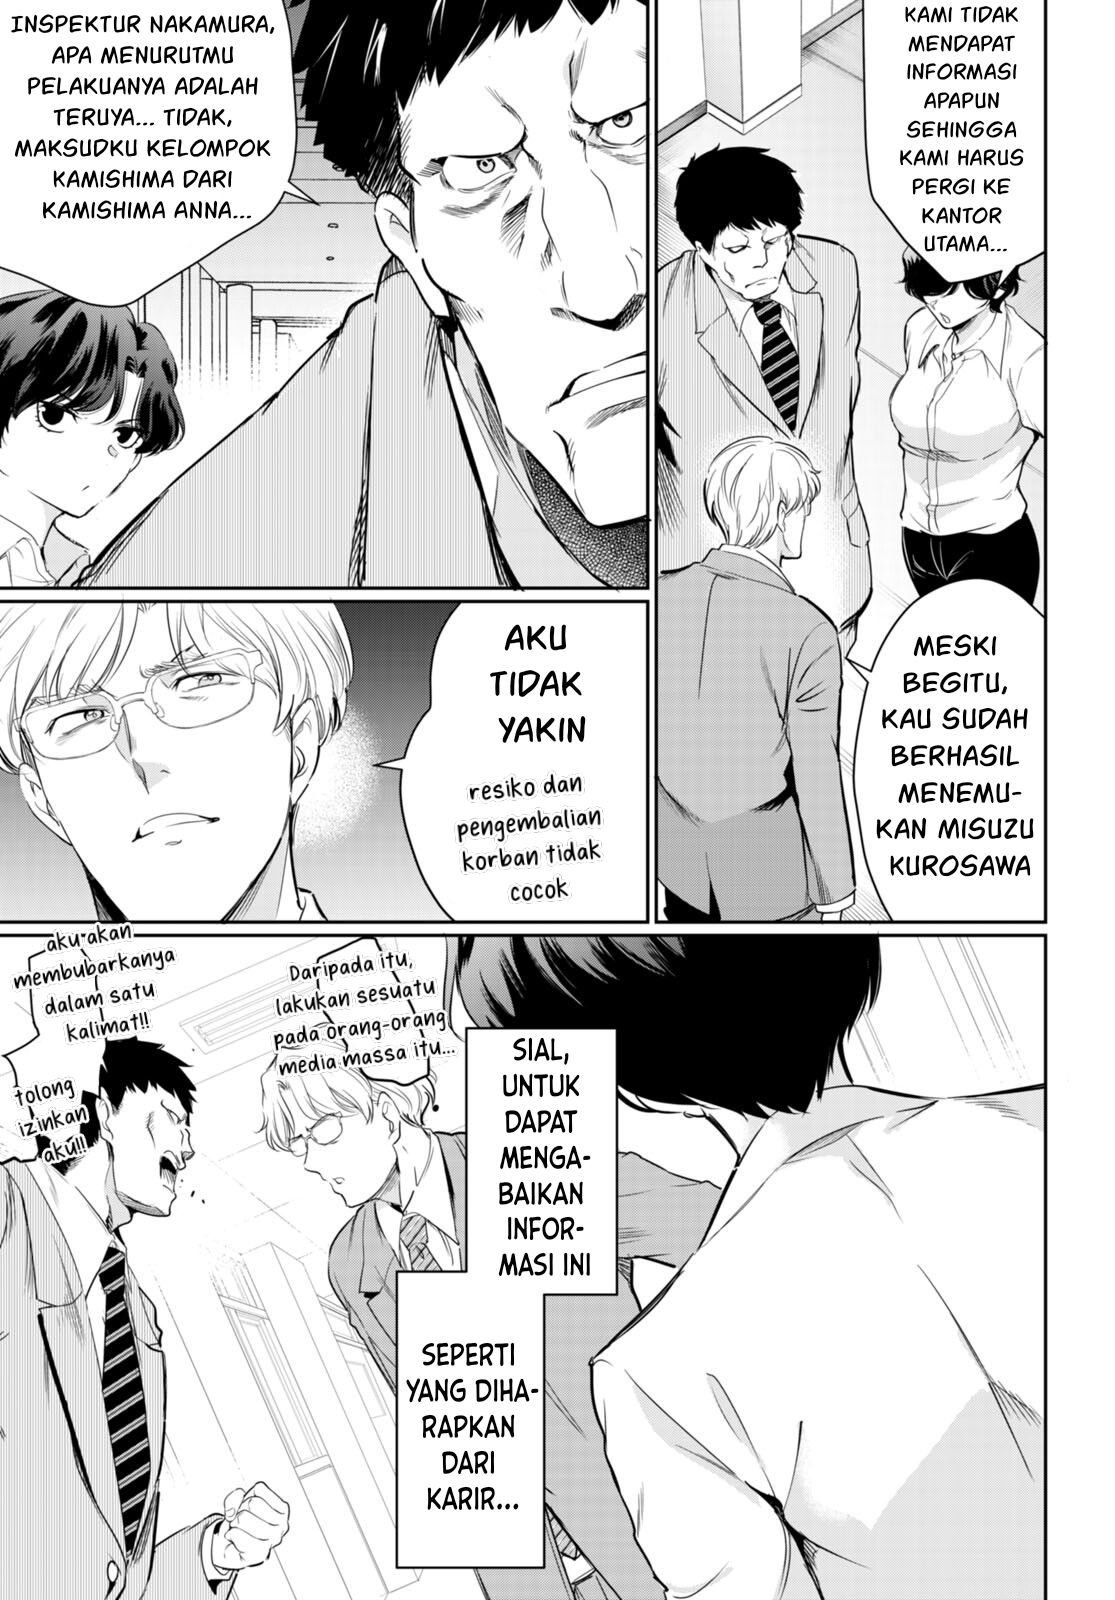 KAMI TIDAK
MENDAPAT
INFORMASI
APAPUN
SEHINGGA
KAMI HARUS
PERGI KE
KANTOR
UTAMA...
MESKI
BEGITU,
KAU SUDAH
BERHASIL
MENEMU-
KAN MISUZU
KUROSAWA
INSPEKTUR NAKAMURA,
APA MENURUTMU
PELAKUANYA ADALAH
TERUYA... TIDAK,
MAKSUDKU KELOMPOK
KAMISHIMA DARI
KAMISHIMA ANNA...
AKU
TIDAK
YAKIN
resiko dan
pengembalian
korban tidak
cocok
SIAL,
UNTUK
DAPAT
MENGA-
BAIKAN
INFOR-
MASI INI
SEPERTI
YANG DIHA-
RAPKAN
DARI
KARIR...
Daripada itu,
lakukan sesuatu
pada orang-orang
media massa itu...
aku akan
membubarkanya
dalam satu
kalimat!!
tolong
izinkan
aku!!